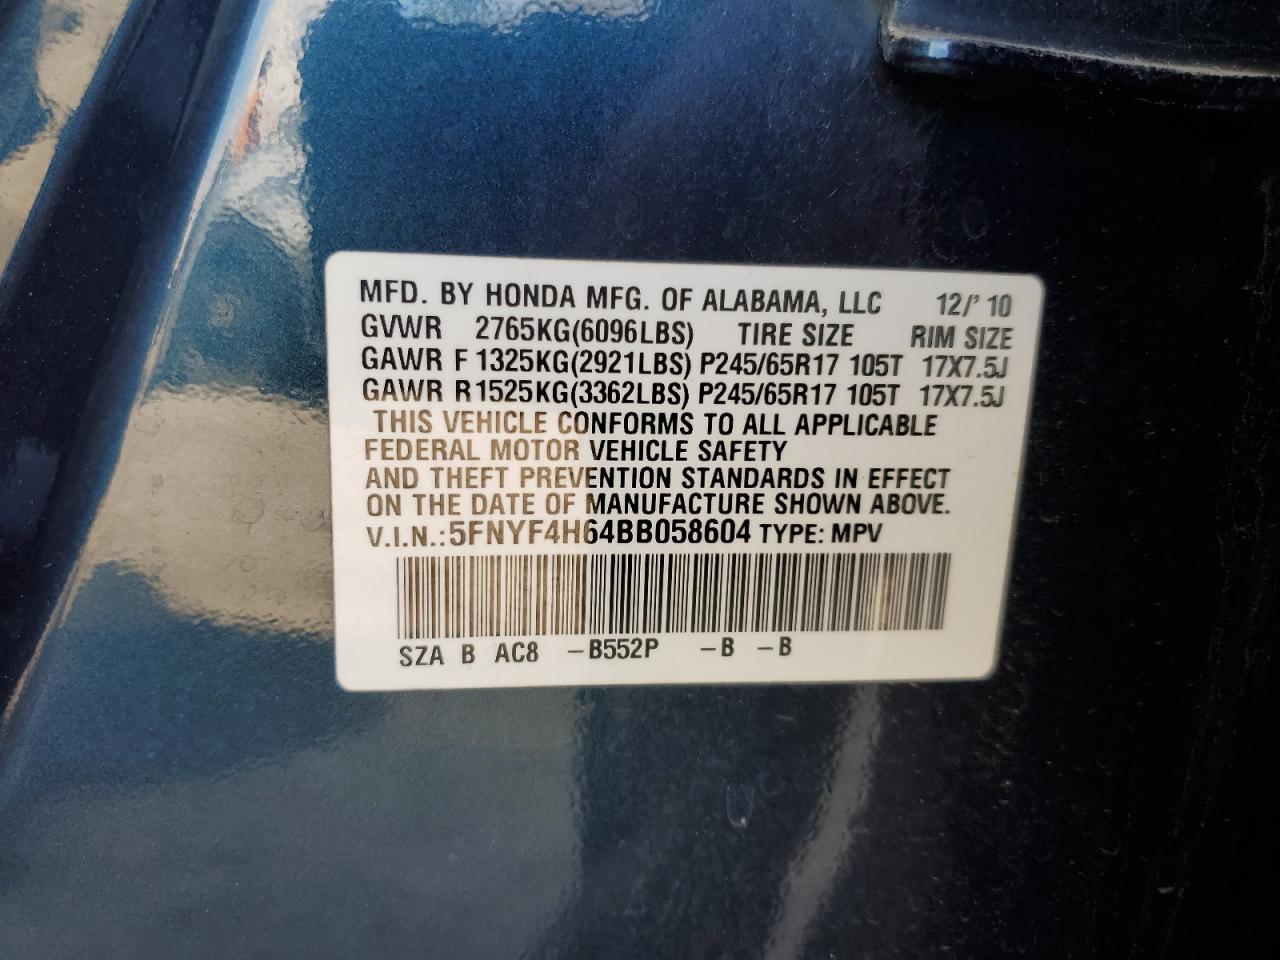 MFD. BY HONDA MFG. OF ALABAMA, LLC 12/' 10
GVWR 2765KG(6096LBS) TIRE SIZE RIM SIZE
GAWR F 1325KG(2921LBS) P245/65R17 105T 17X7.5J
GAWR R1525KG(3362LBS) P245/65R17 105T 17X7.5J
THIS VEHICLE CONFORMS TO ALL APPLICABLE
FEDERAL MOTOR VEHICLE SAFETY
AND THEFT PREVENTION STANDARDS IN EFFECT
ON THE DATE OF MANUFACTURE SHOWN ABOVE.
V.I.N.:5FNYF4H64BB058604 TYPE: MPV
SZA B AC8 –B552P –B –B